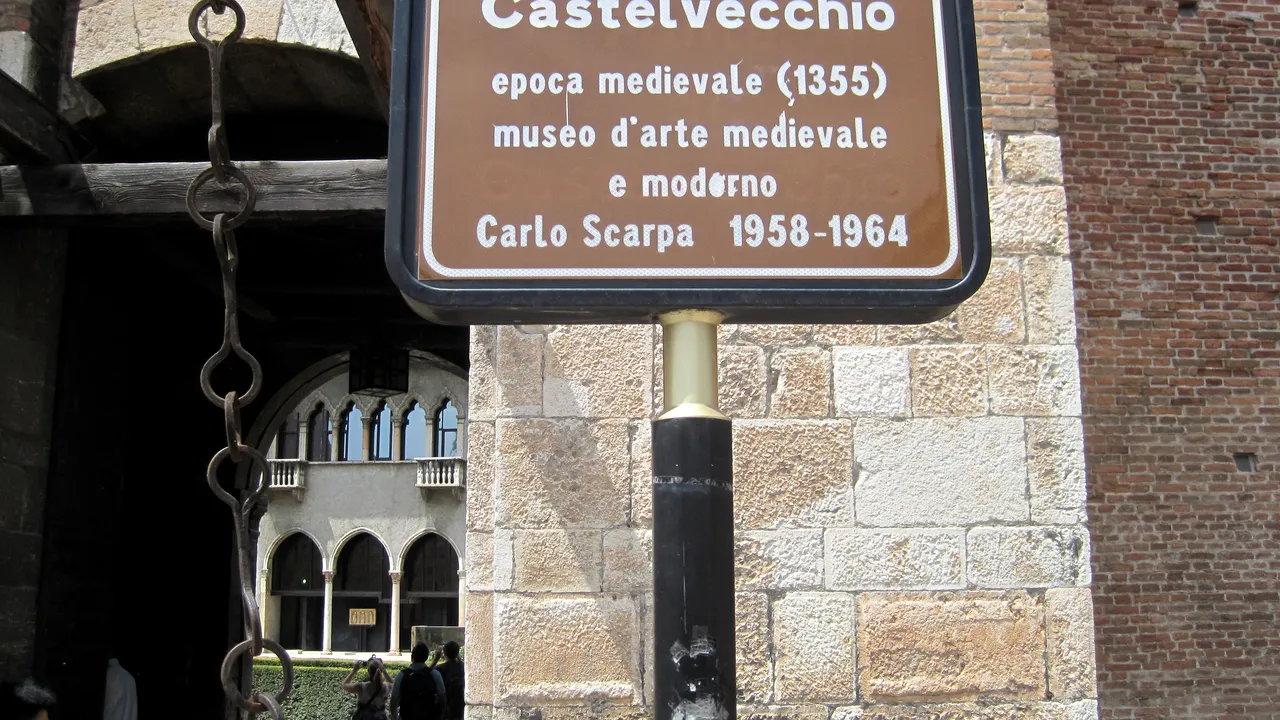 Castelvecchio
epoca medievale (1355)
museo d'arte medievale
e moderno
Carlo Scarpa 1958-1964